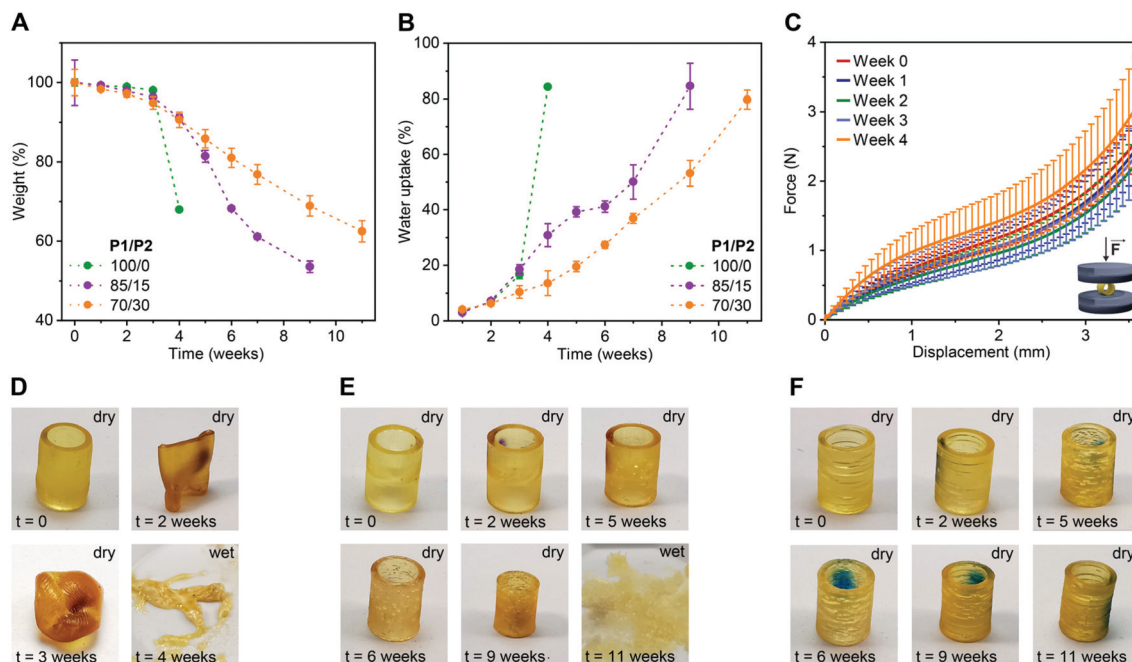 A
Weight (%)
100
80
60
40
0
2
4
6
8
10
Time (weeks)
P1/P2
100/0
85/15
70/30
B
Water uptake (%)
100
80
60
40
20
0
2
4
6
8
10
Time (weeks)
P1/P2
100/0
85/15
70/30
C
Force (N)
4
3
2
1
0
0
1
2
3
Displacement (mm)
Week 0
Week 1
Week 2
Week 3
Week 4
F
D
dry
t = 0
dry
t = 2 weeks
dry
t = 3 weeks
wet
t = 4 weeks
E
dry
t = 0
dry
t = 2 weeks
dry
t = 5 weeks
dry
t = 6 weeks
dry
t = 9 weeks
wet
t = 11 weeks
F
dry
t = 0
dry
t = 2 weeks
dry
t = 5 weeks
dry
t = 6 weeks
dry
t = 9 weeks
dry
t = 11 weeks